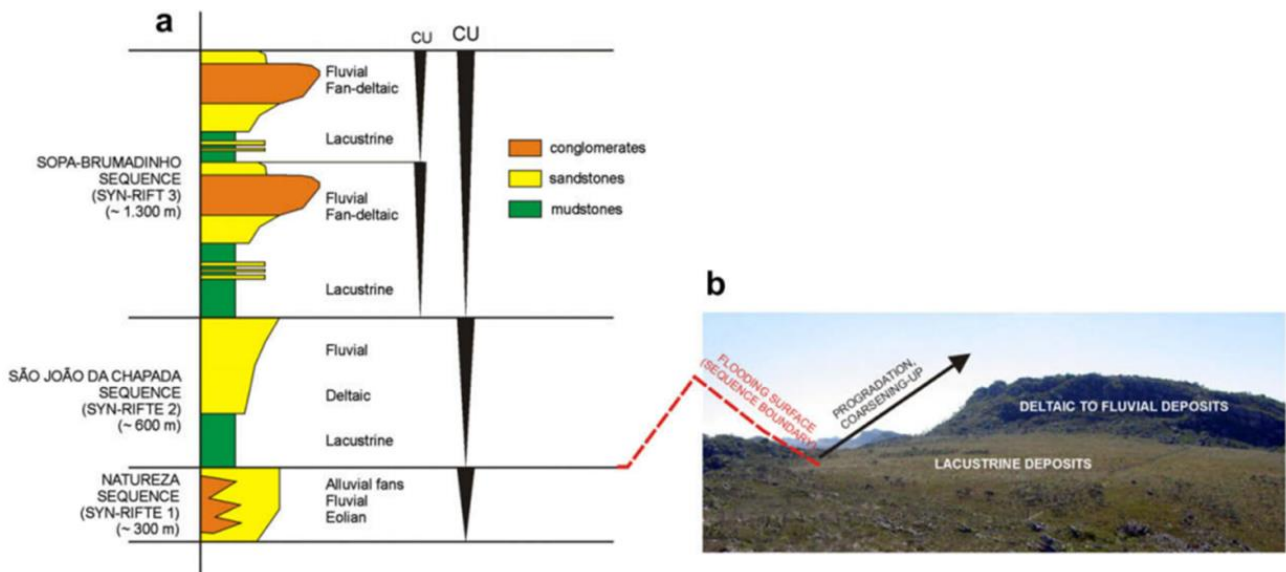 a
CU
CU
Fluvial
Fan-deltaic
Lacustrine
SOPA-BRUMADINHO
SEQUENCE
(SYN-RIFT 3)
(~ 1.300 m)
Fluvial
Fan-deltaic
Lacustrine
conglomerates
sandstones
mudstones
SÃO JOÃO DA CHAPADA
SEQUENCE
(SYN-RIFTE 2)
(~ 600 m)
Fluvial
Deltaic
Lacustrine
NATUREZA
SEQUENCE
(SYN-RIFTE 1)
(~ 300 m)
Alluvial fans
Fluvial
Eolian
b
FLOODING SURFACE
(SEQUENCE BOUNDARY)
PROGRADATION,
COARSENING-UP
DELTAIC TO FLUVIAL DEPOSITS
LACUSTRINE DEPOSITS